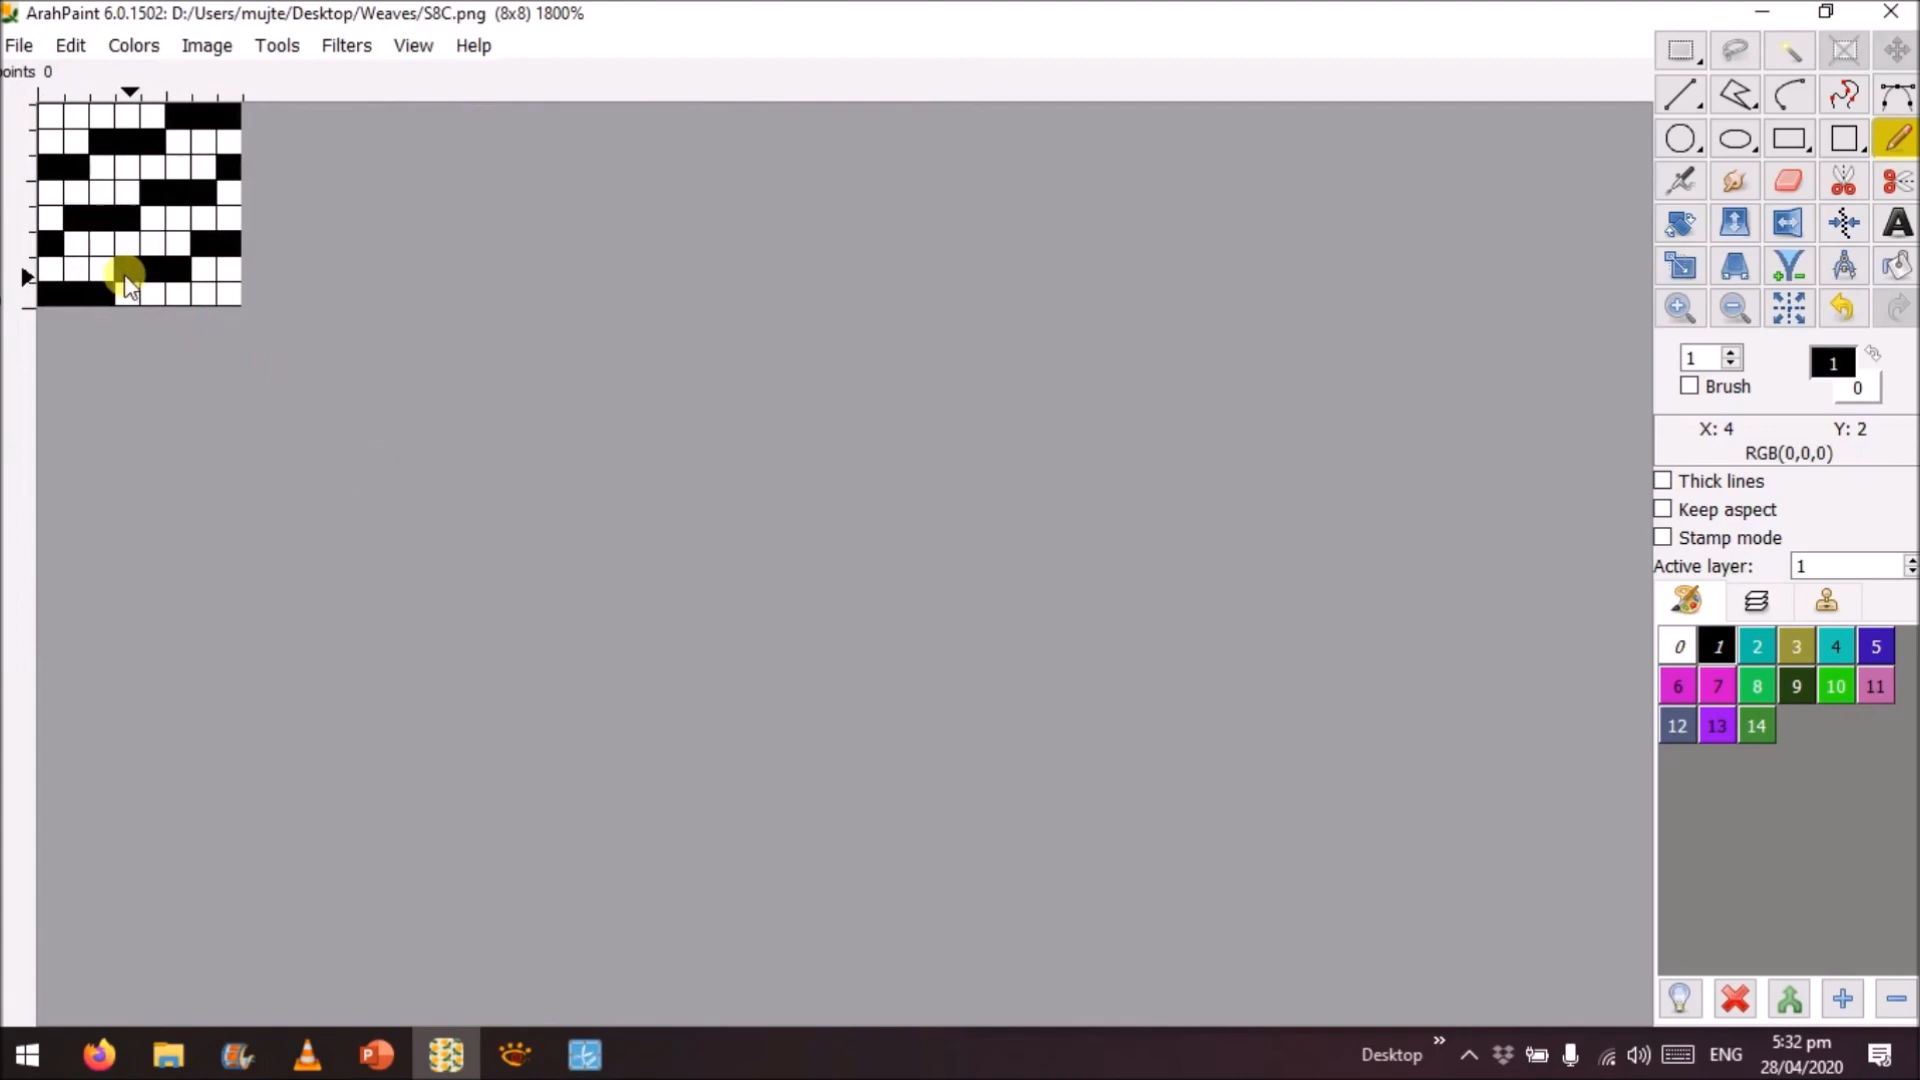 ArahPaint 6.0.1502: D:/Users/mujte/Desktop/Weaves/S8C.png (8x8) 1800%
File Edit Colors Image Tools Filters View Help
oints 0
A
1 1
0
Brush
X: 4 Y: 2
RGB(0,0,0)
Thick lines
Keep aspect
Stamp mode
Active layer: 1
0 1 2 3 4 5
6 7 8 9 10 11
12 13 14
Desktop » ENG 5:32 pm
28/04/2020